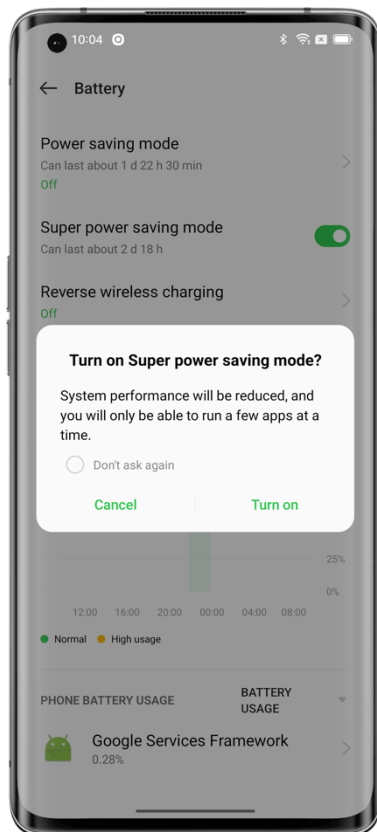 10:04
Battery
Power saving mode
Can last about 1 d 22 h 30 min
Off
Super power saving mode
Can last about 2 d 18 h
Reverse wireless charging
Off
Turn on Super power saving mode?
System performance will be reduced, and
you will only be able to run a few apps at a
time.
Don't ask again
Cancel
Turn on
25%
0%
12:00 16:00 20:00 00:00 04:00 08:00
Normal
High usage
PHONE BATTERY USAGE
BATTERY
USAGE
Google Services Framework
0.28%